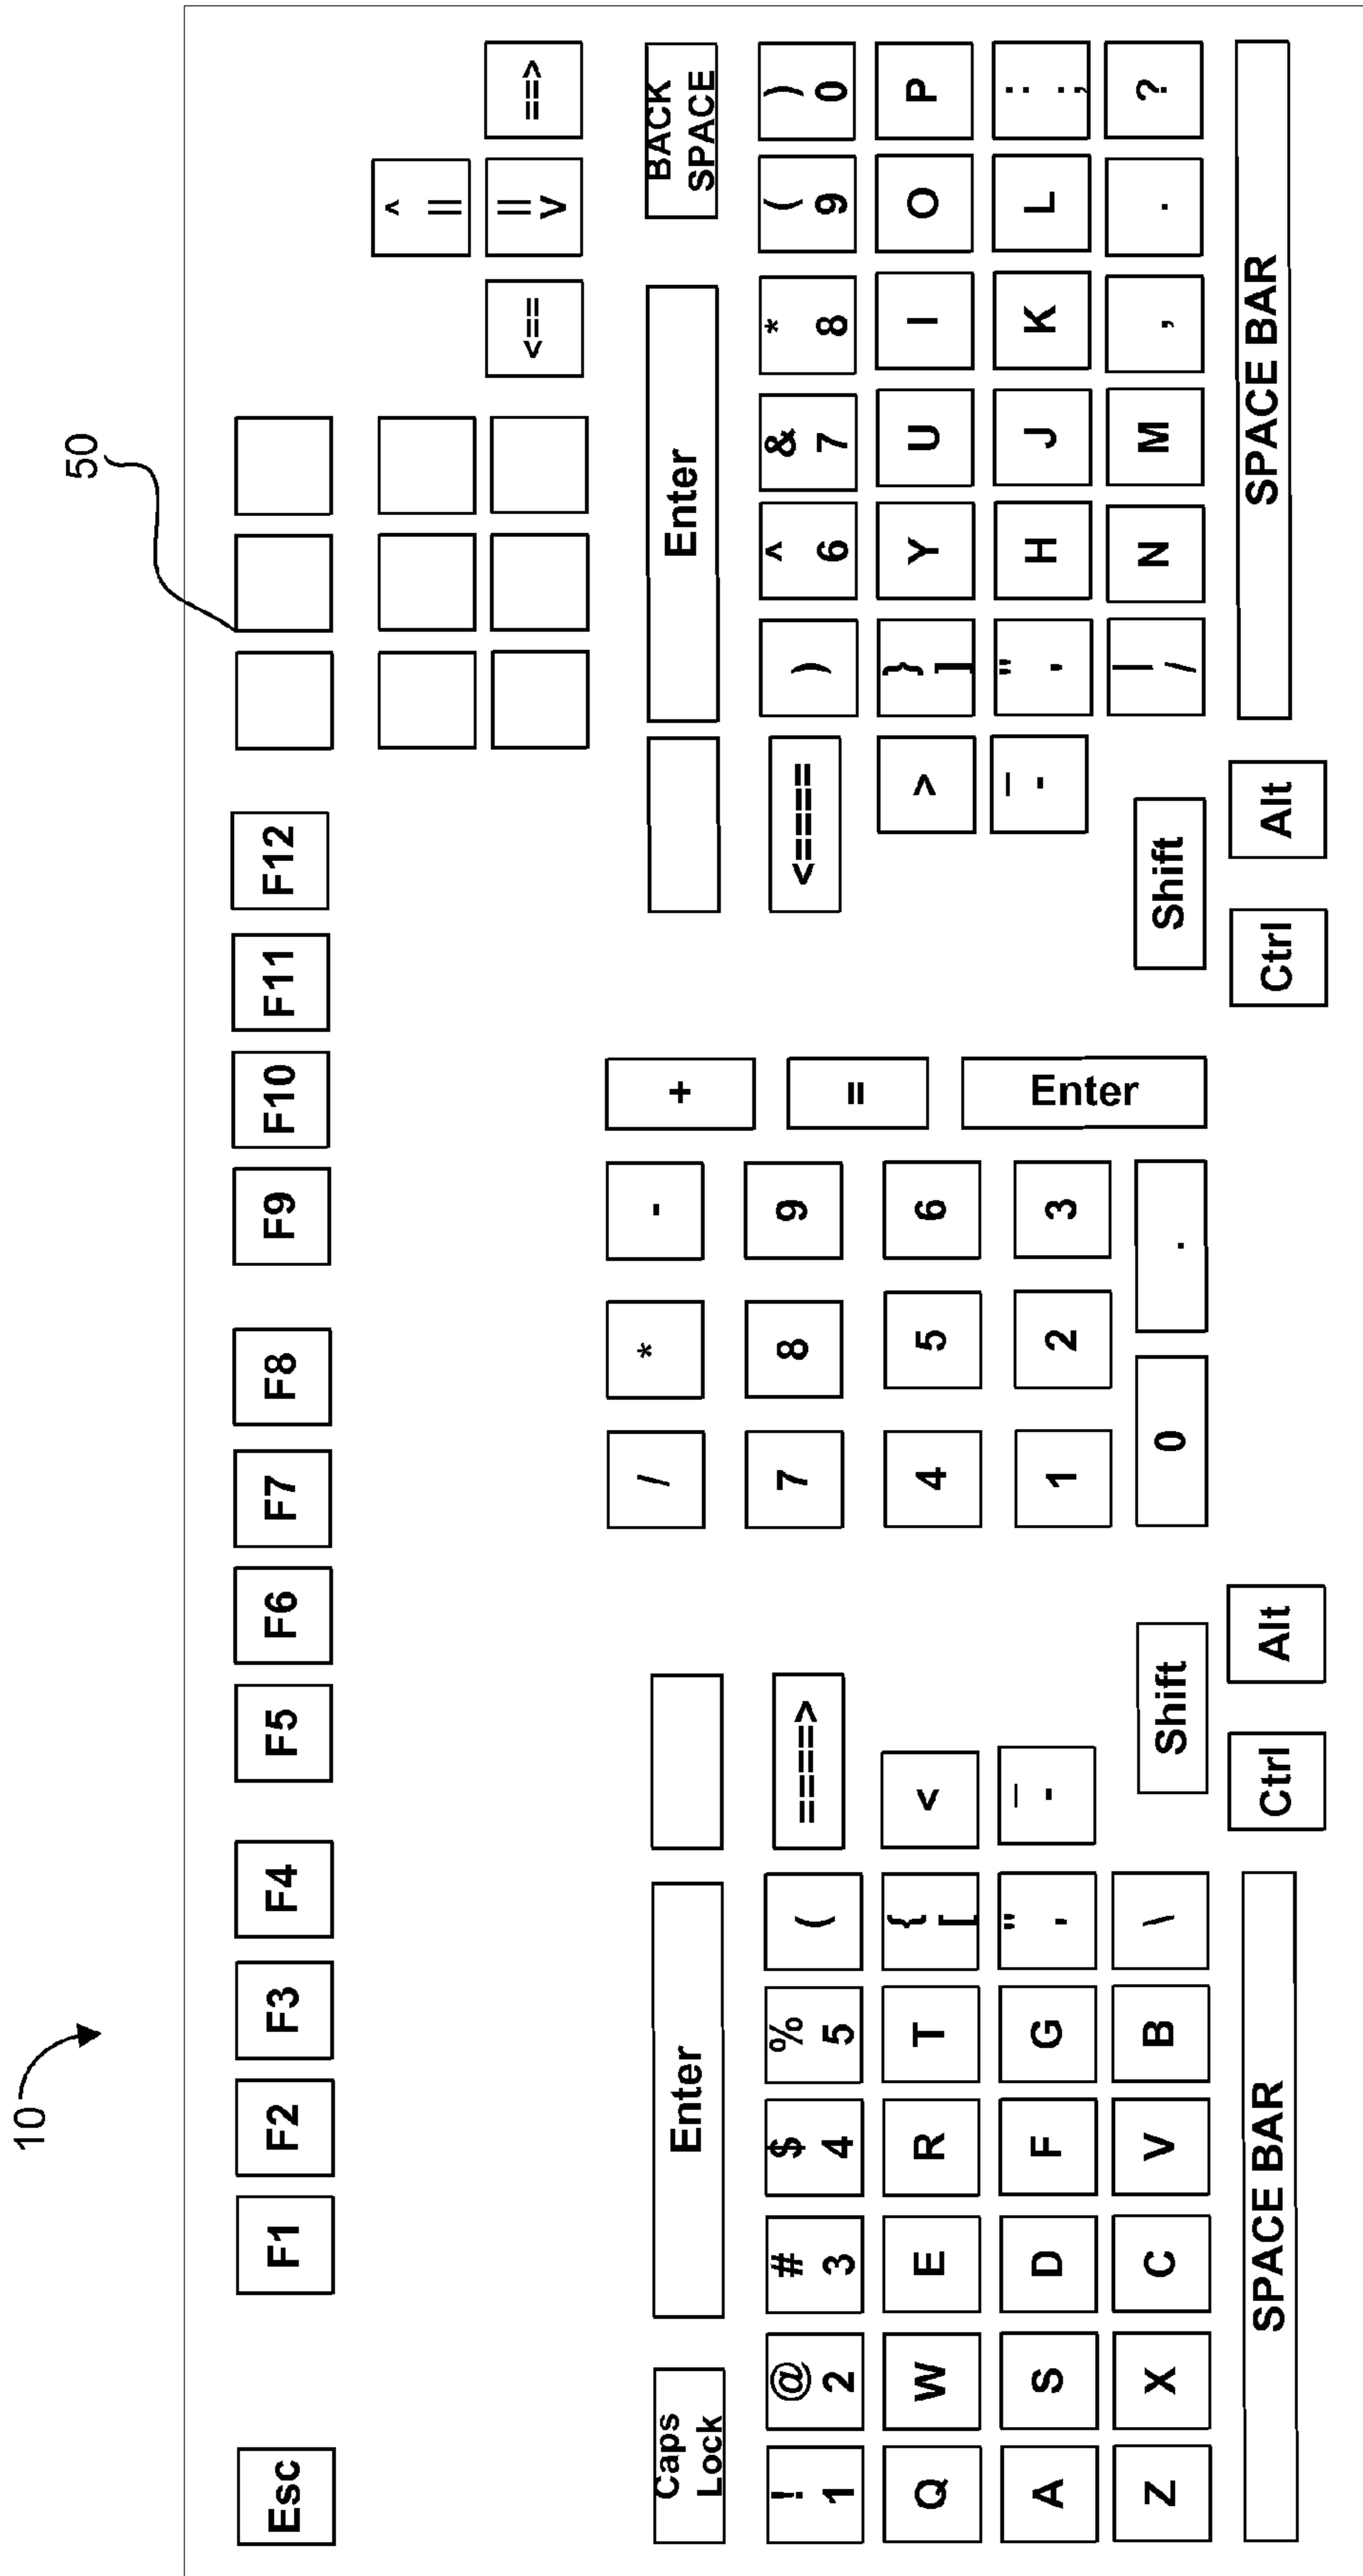 10
50
Esc F1 F2 F3 F4 F5 F6 F7 F8 F9 F10 F11 F12
^
||
<== || ==>
V
Caps Enter Enter BACK
Lock SPACE
/ * - +
! @ # $ % ( ====> <===== ) ^ & * ( )
1 2 3 4 5 6 7 8 9 0
7 8 9 =
Q W E R T { < > } Y U I O P
[ ]
4 5 6 Enter
A S D F G " _ _ " H J K L :
' - - ' ;
1 2 3
Z X C V B \ Shift Shift | N M , . ?
/
0 .
SPACE BAR Ctrl Alt Ctrl Alt SPACE BAR